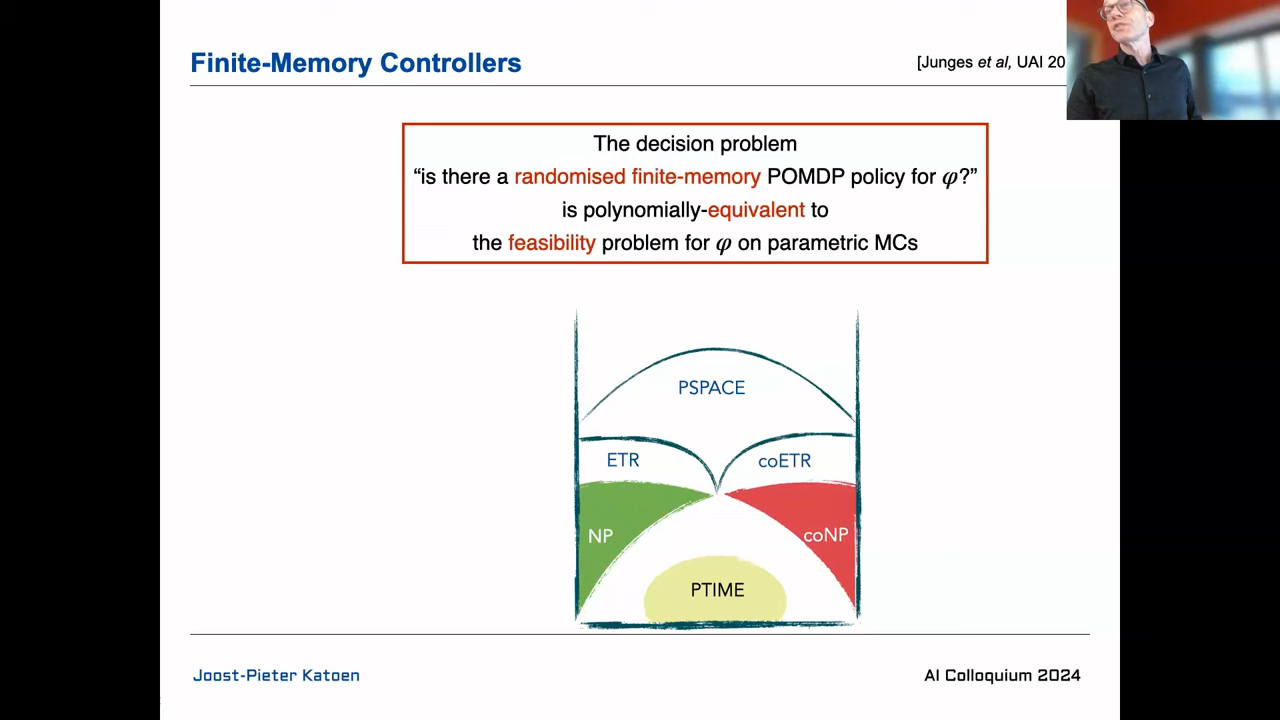 Finite-Memory Controllers
[Junges et al, UAI 20
The decision problem
“is there a randomised finite-memory POMDP policy for φ?”
is polynomially-equivalent to
the feasibility problem for φ on parametric MCs
PSPACE
ETR
coETR
NP
coNP
PTIME
Joost-Pieter Katoen
AI Colloquium 2024